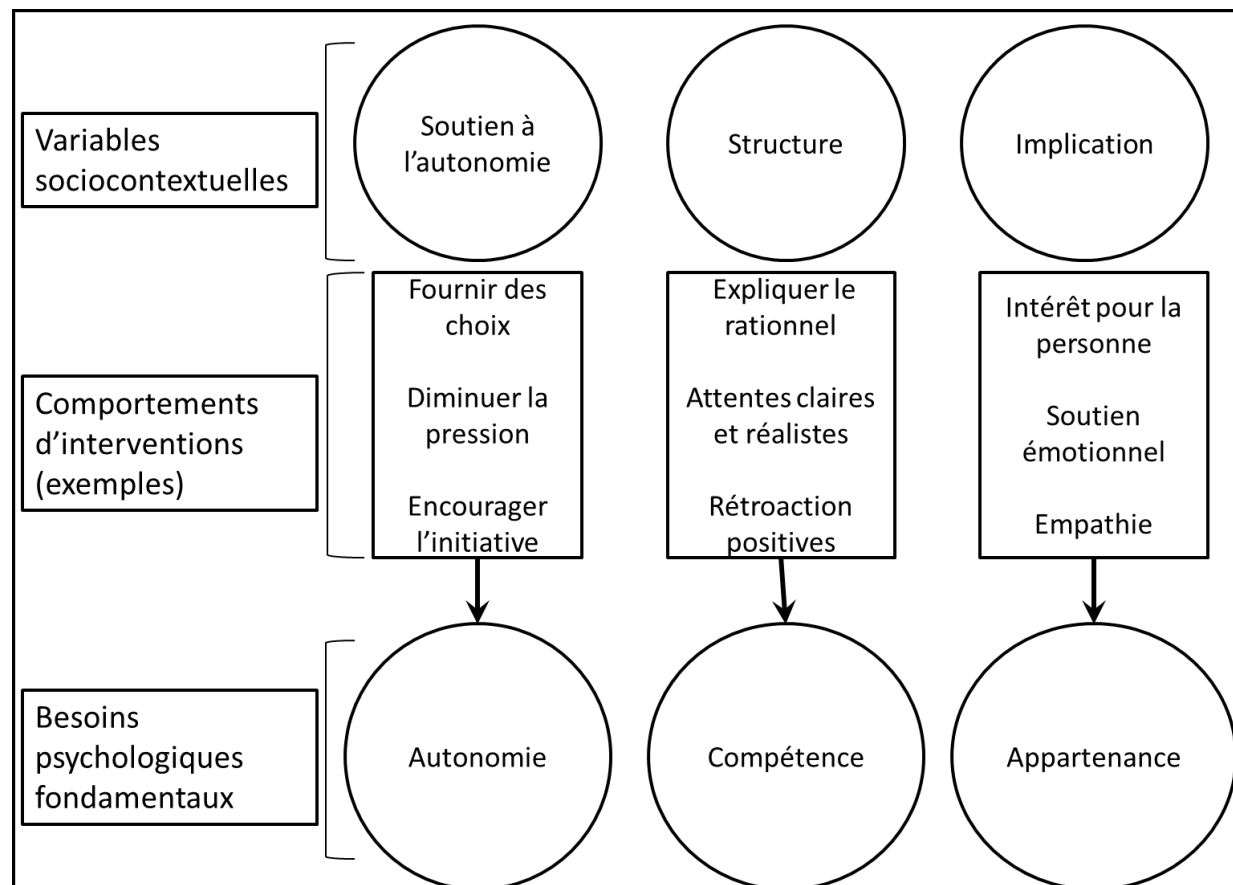 Variables
sociocontextuelles
Soutien à
l'autonomie
Structure
Implication
Comportements
d'interventions
(exemples)
Fournir des
choix
Diminuer la
pression
Encourager
l'initiative
Expliquer le
rationnel
Attentes claires
et réalistes
Rétroaction
positives
Intérêt pour la
personne
Soutien
émotionnel
Empathie
Besoins
psychologiques
fondamentaux
Autonomie
Compétence
Appartenance